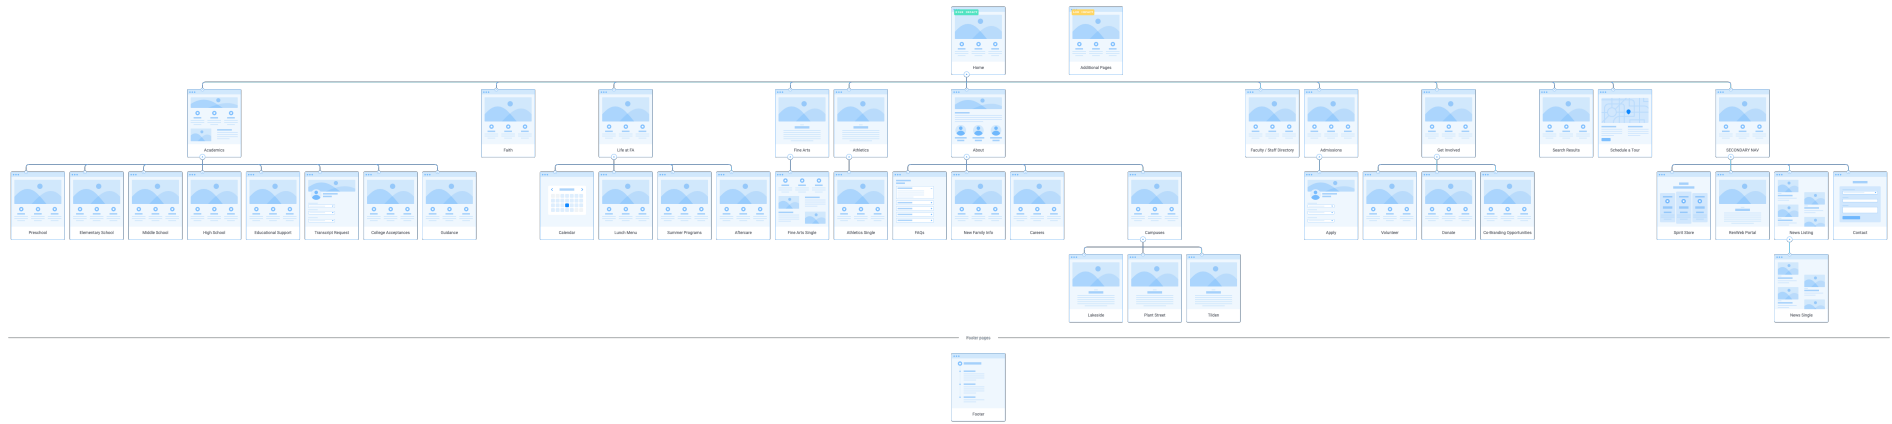 Home
Additional Pages
Academics
Faith
Life at FA
Fine Arts
Athletics
About
Faculty / Staff Directory
Admissions
Get Involved
Search Results
Schedule a Tour
SECONDARY NAV
Preschool
Elementary School
Middle School
High School
Educational Support
Transcript Request
College Acceptances
Guidance
Calendar
Lunch Menu
Summer Programs
Aftercare
Fine Arts Single
Athletics Single
FAQs
New Family Info
Careers
Campuses
Apply
Volunteer
Donate
Co-Branding Opportunities
Spirit Store
RenWeb Portal
News Listing
Contact
Lakeside
Plant Street
Tilden
News Single
Footer pages
Footer